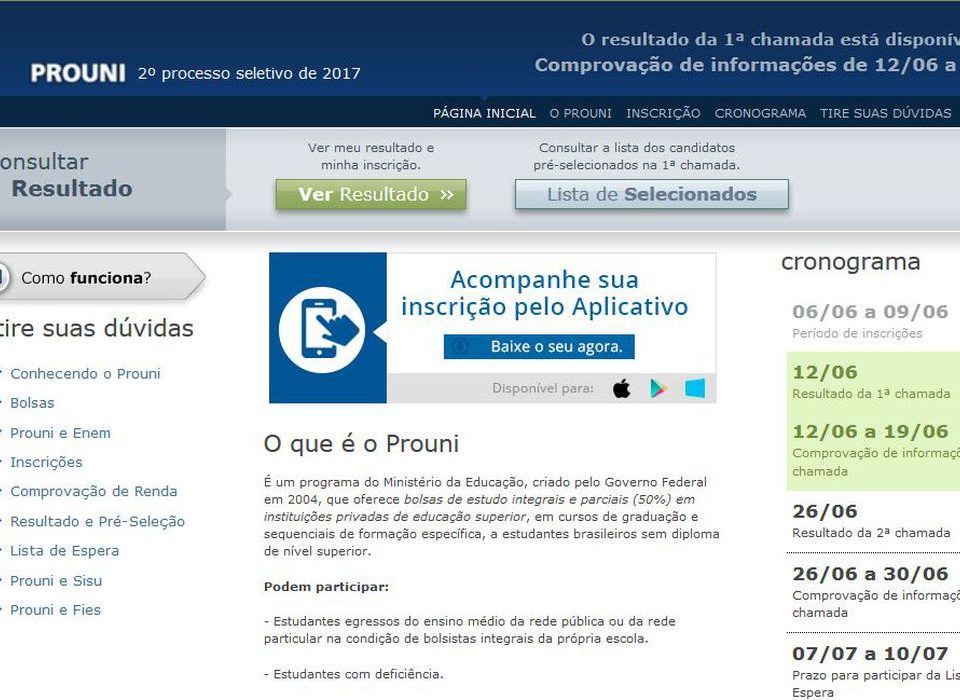 O resultado da 1ª chamada está disponív
PROUNI 2º processo seletivo de 2017
Comprovação de informações de 12/06 a
PÁGINA INICIAL O PROUNI INSCRIÇÃO CRONOGRAMA TIRE SUAS DÚVIDAS
onsultar
Resultado
Ver meu resultado e
minha inscrição.
Ver Resultado »
Consultar a lista dos candidatos
pré-selecionados na 1ª chamada.
Lista de Selecionados
Como funciona?
tire suas dúvidas
Conhecendo o Prouni
Bolsas
Prouni e Enem
Inscrições
Comprovação de Renda
Resultado e Pré-Seleção
Lista de Espera
Prouni e Sisu
Prouni e Fies
Acompanhe sua
inscrição pelo Aplicativo
Baixe o seu agora.
Disponível para:
O que é o Prouni
É um programa do Ministério da Educação, criado pelo Governo Federal
em 2004, que oferece bolsas de estudo integrais e parciais (50%) em
instituições privadas de educação superior, em cursos de graduação e
sequenciais de formação específica, a estudantes brasileiros sem diploma
de nível superior.
Podem participar:
- Estudantes egressos do ensino médio da rede pública ou da rede
particular na condição de bolsistas integrais da própria escola.
- Estudantes com deficiência.
cronograma
06/06 a 09/06
Período de inscrições
12/06
Resultado da 1ª chamada
12/06 a 19/06
Comprovação de informaçõ
chamada
26/06
Resultado da 2ª chamada
26/06 a 30/06
Comprovação de informaçõ
chamada
07/07 a 10/07
Prazo para participar da Lis
Espera